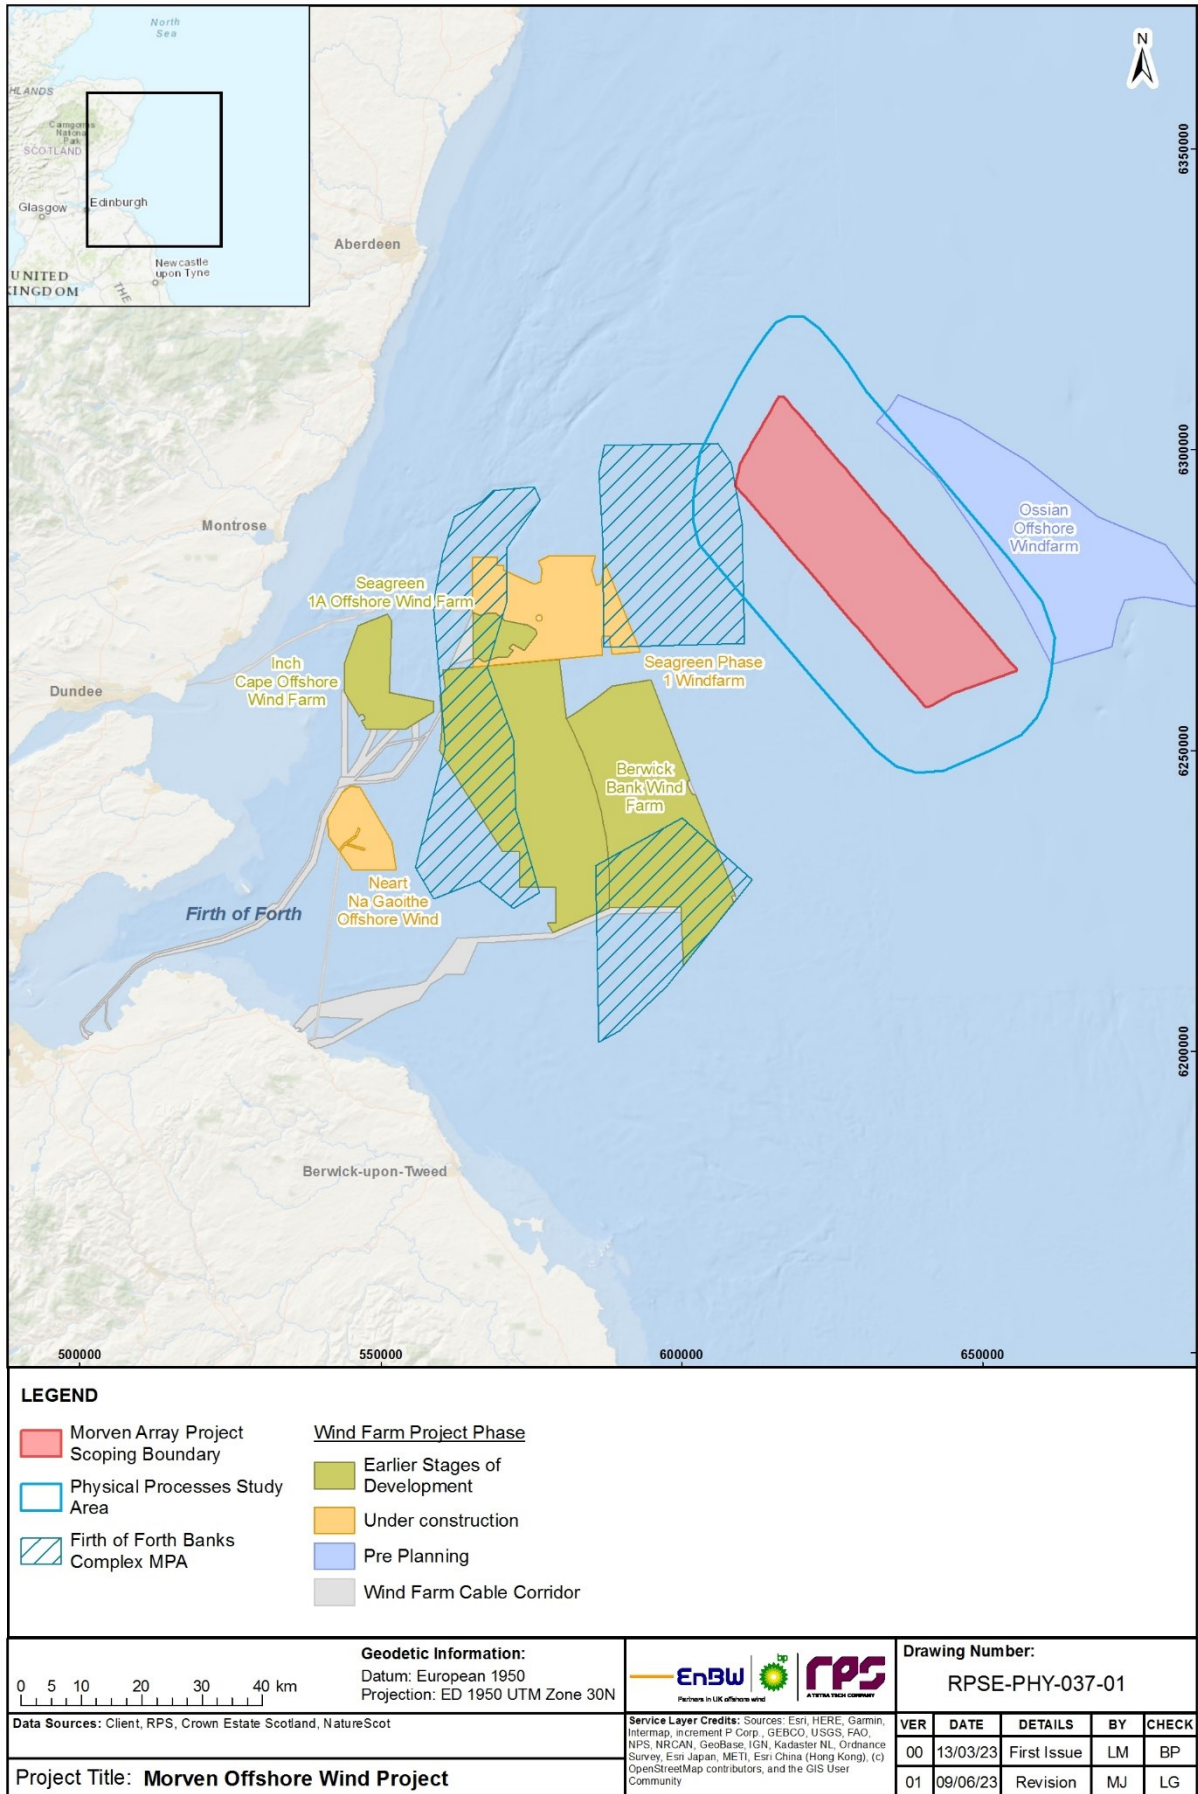 North
Sea
HLANDS
Cairngorms
National
Park
SCOTLAND
Glasgow
Edinburgh
Newcastle
upon Tyne
UNITED
KINGDOM
THE
N
Aberdeen
Montrose
Dundee
Seagreen
1A Offshore Wind Farm
Inch
Cape Offshore
Wind Farm
Seagreen Phase
1 Windfarm
Ossian
Offshore
Windfarm
Berwick
Bank Wind
Farm
Neart
Na Gaoithe
Offshore Wind
Firth of Forth
Berwick-upon-Tweed
6350000
6300000
6250000
6200000
500000
550000
600000
650000
LEGEND
Morven Array Project
Scoping Boundary
Physical Processes Study
Area
Firth of Forth Banks
Complex MPA
Wind Farm Project Phase
Earlier Stages of
Development
Under construction
Pre Planning
Wind Farm Cable Corridor
0 5 10 20 30 40 km
Geodetic Information:
Datum: European 1950
Projection: ED 1950 UTM Zone 30N
Data Sources: Client, RPS, Crown Estate Scotland, NatureScot
Project Title: Morven Offshore Wind Project
EnBW
bp
Partners in UK offshore wind
RPS
A TETRA TECH COMPANY
Service Layer Credits: Sources: Esri, HERE, Garmin,
Intermap, increment P Corp., GEBCO, USGS, FAO,
NPS, NRCAN, GeoBase, IGN, Kadaster NL, Ordnance
Survey, Esri Japan, METI, Esri China (Hong Kong), (c)
OpenStreetMap contributors, and the GIS User
Community
Drawing Number:
RPSE-PHY-037-01
VER DATE DETAILS BY CHECK
00 13/03/23 First Issue LM BP
01 09/06/23 Revision MJ LG